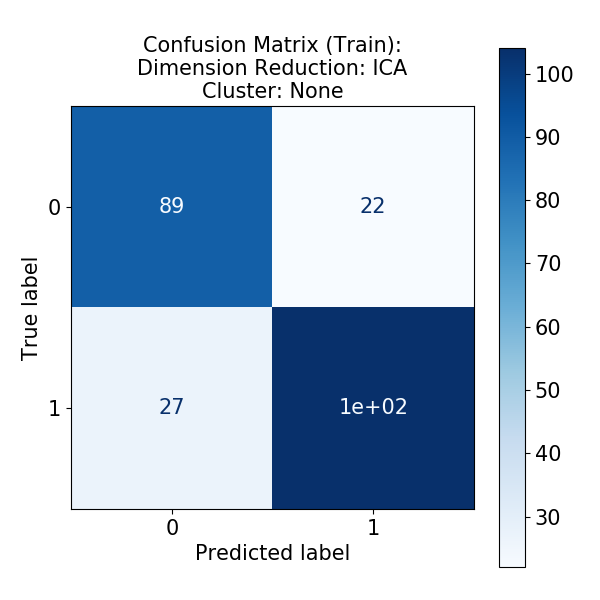 Confusion Matrix (Train):
Dimension Reduction: ICA
Cluster: None
True label
0
89
22
1
27
1e+02
0
1
Predicted label
100
90
80
70
60
50
40
30